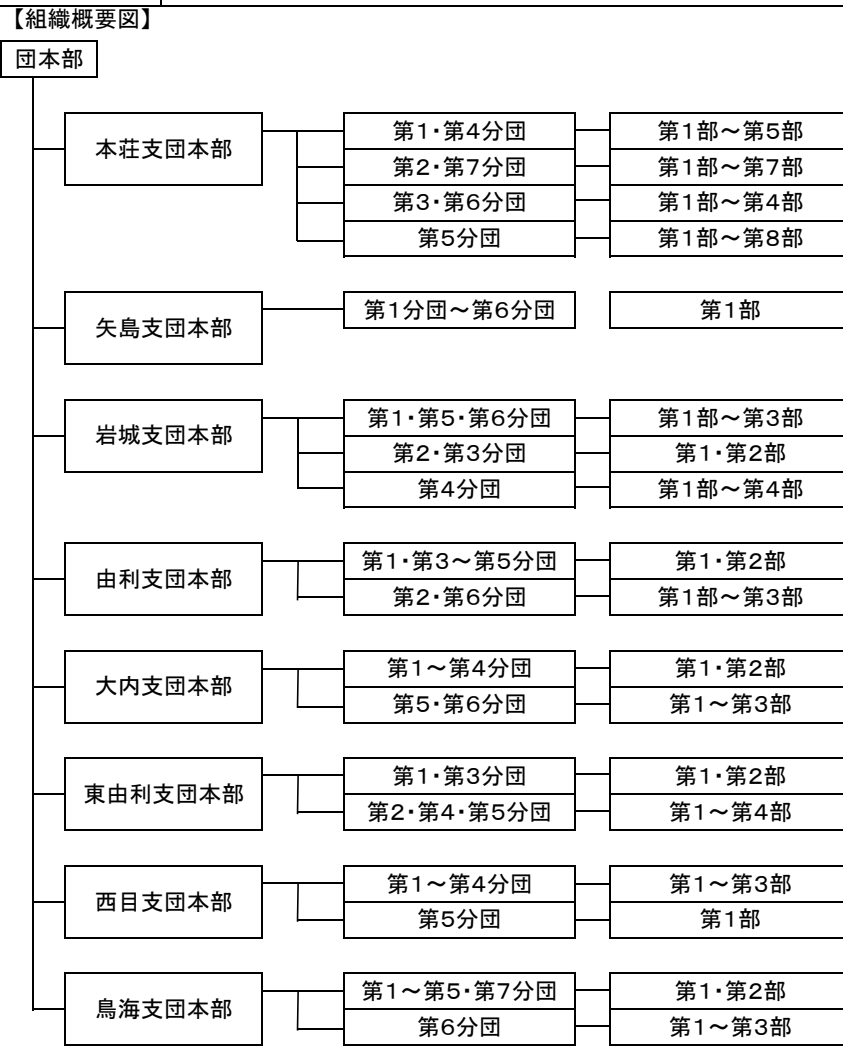 【組織概要図】
団本部
本荘支団本部
第1・第4分団
第1部～第5部
第2・第7分団
第1部～第7部
第3・第6分団
第1部～第4部
第5分団
第1部～第8部
矢島支団本部
第1分団～第6分団
第1部
岩城支団本部
第1・第5・第6分団
第1部～第3部
第2・第3分団
第1・第2部
第4分団
第1部～第4部
由利支団本部
第1・第3～第5分団
第1・第2部
第2・第6分団
第1部～第3部
大内支団本部
第1～第4分団
第1・第2部
第5・第6分団
第1～第3部
東由利支団本部
第1・第3分団
第1・第2部
第2・第4・第5分団
第1～第4部
西目支団本部
第1～第4分団
第1～第3部
第5分団
第1部
鳥海支団本部
第1～第5・第7分団
第1・第2部
第6分団
第1～第3部